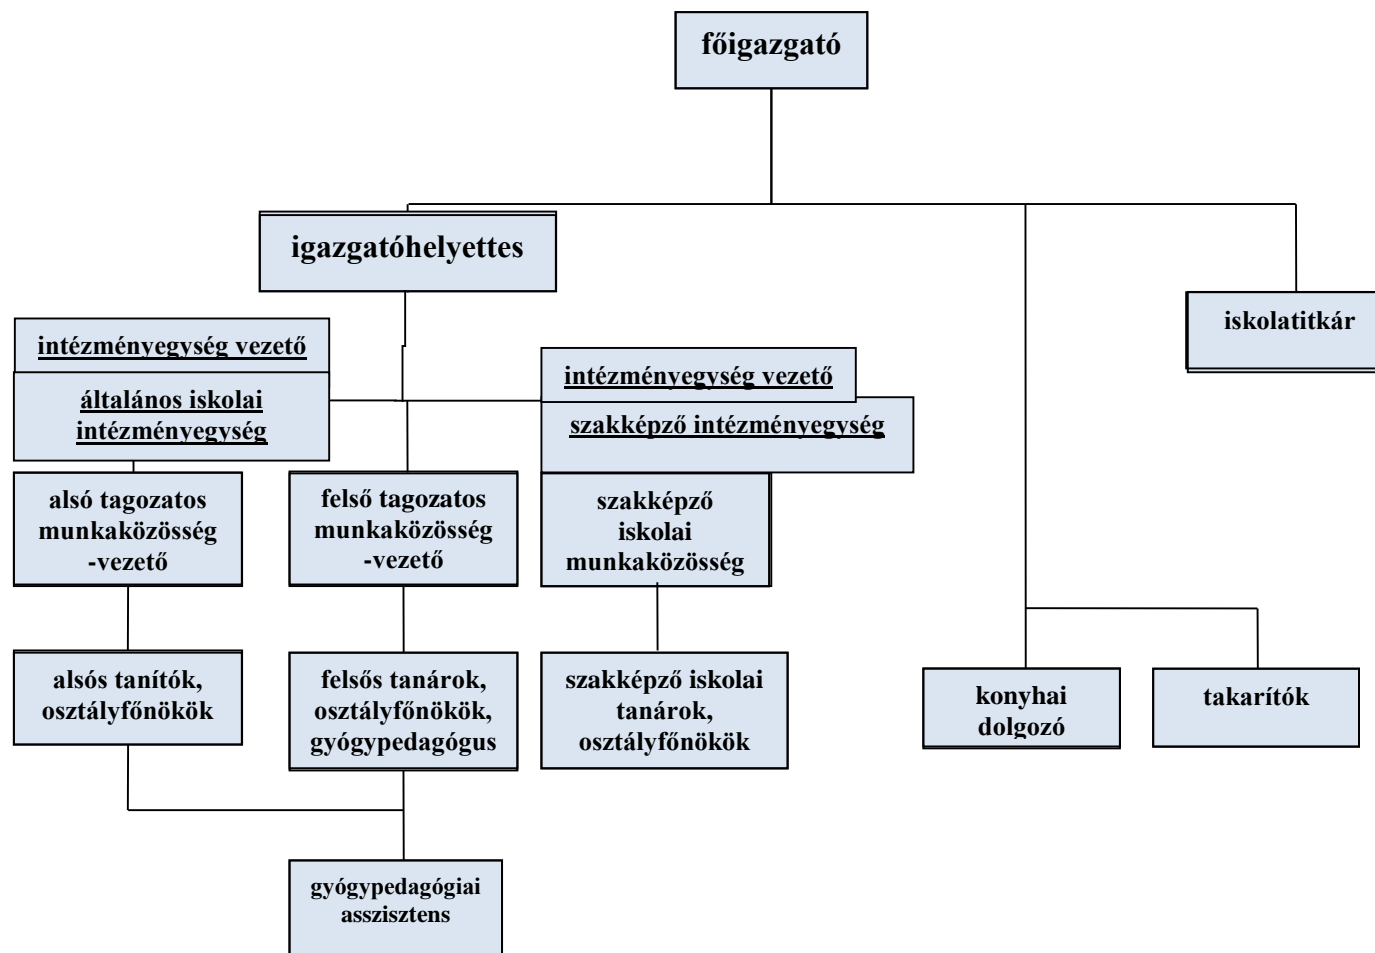 főigazgató
igazgatóhelyettes
iskolatitkár
intézményegység vezető
általános iskolai
intézményegység
intézményegység vezető
szakképző intézményegység
alsó tagozatos
munkaközösség
-vezető
felső tagozatos
munkaközösség
-vezető
szakképző
iskolai
munkaközösség
alsós tanítók,
osztályfőnökök
felsős tanárok,
osztályfőnökök,
gyógypedagógus
szakképző iskolai
tanárok,
osztályfőnökök
konyhai
dolgozó
takarítók
gyógypedagógiai
asszisztens